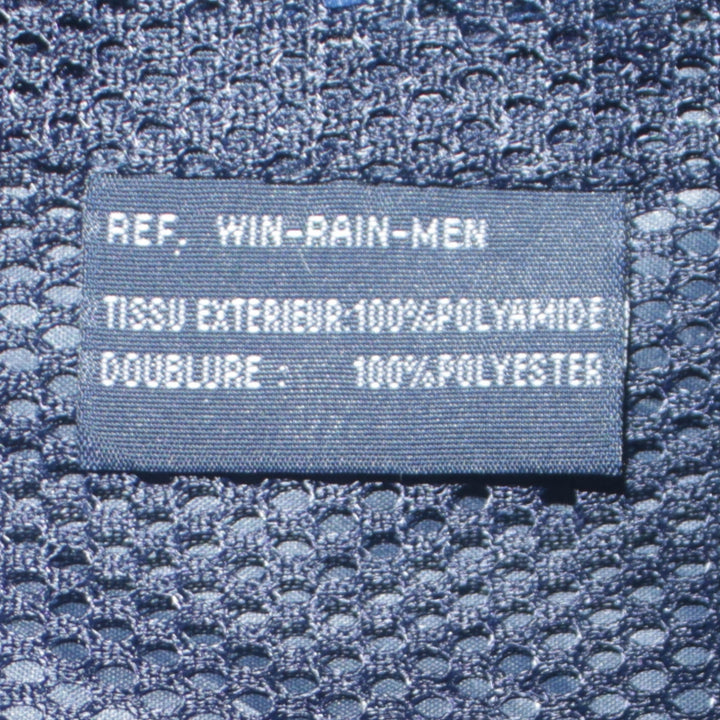 REF. WIN-RAIN-MEN
TISSU EXTERIEUR:100%POLYAMIDE
DOUBLURE : 100%POLYESTER